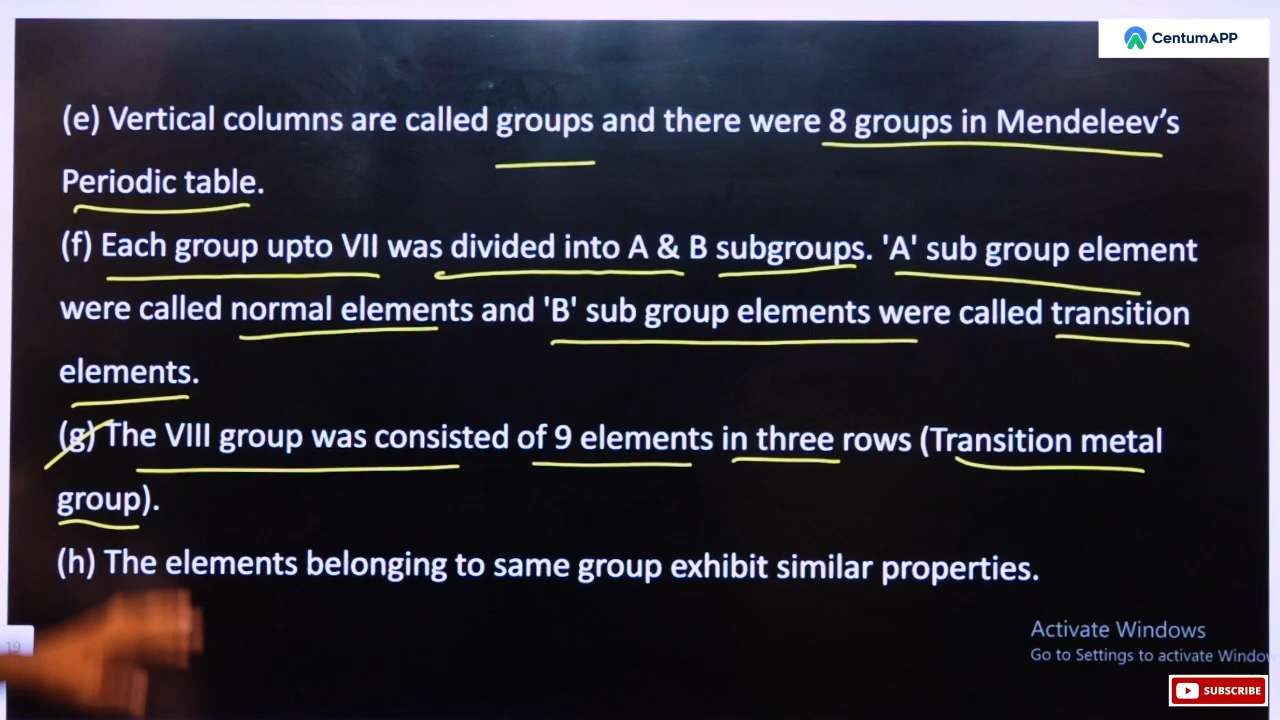 CentumAPP
(e) Vertical columns are called groups and there were 8 groups in Mendeleev's
Periodic table.
(f) Each group upto VII was divided into A & B subgroups. 'A' sub group element
were called normal elements and 'B' sub group elements were called transition
elements.
(g) The VIII group was consisted of 9 elements in three rows (Transition metal
group).
(h) The elements belonging to same group exhibit similar properties.
19
Activate Windows
Go to Settings to activate Window
SUBSCRIBE